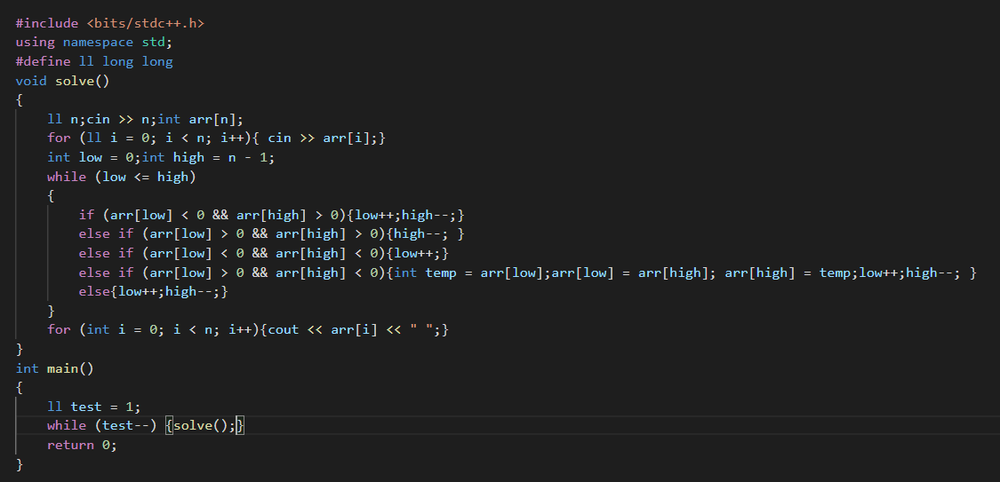 #include <bits/stdc++.h>
using namespace std;
#define ll long long
void solve()
{
    ll n;cin >> n;int arr[n];
    for (ll i = 0; i < n; i++){ cin >> arr[i];}
    int low = 0;int high = n - 1;
    while (low <= high)
    {
        if (arr[low] < 0 && arr[high] > 0){low++;high--;}
        else if (arr[low] > 0 && arr[high] > 0){high--; }
        else if (arr[low] < 0 && arr[high] < 0){low++;}
        else if (arr[low] > 0 && arr[high] < 0){int temp = arr[low];arr[low] = arr[high]; arr[high] = temp;low++;high--; }
        else{low++;high--;}
    }
    for (int i = 0; i < n; i++){cout << arr[i] << " ";}
}
int main()
{
    ll test = 1;
    while (test--) {solve();}
    return 0;
}